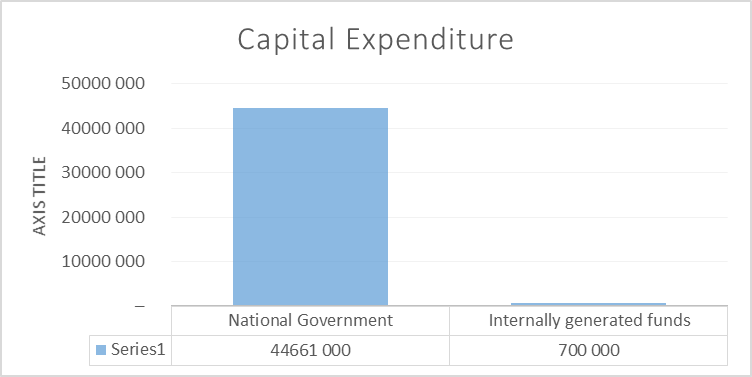 Capital Expenditure
50000 000
40000 000
30000 000
20000 000
10000 000
–
AXIS TITLE
National Government Internally generated funds
Series1 44661 000 700 000